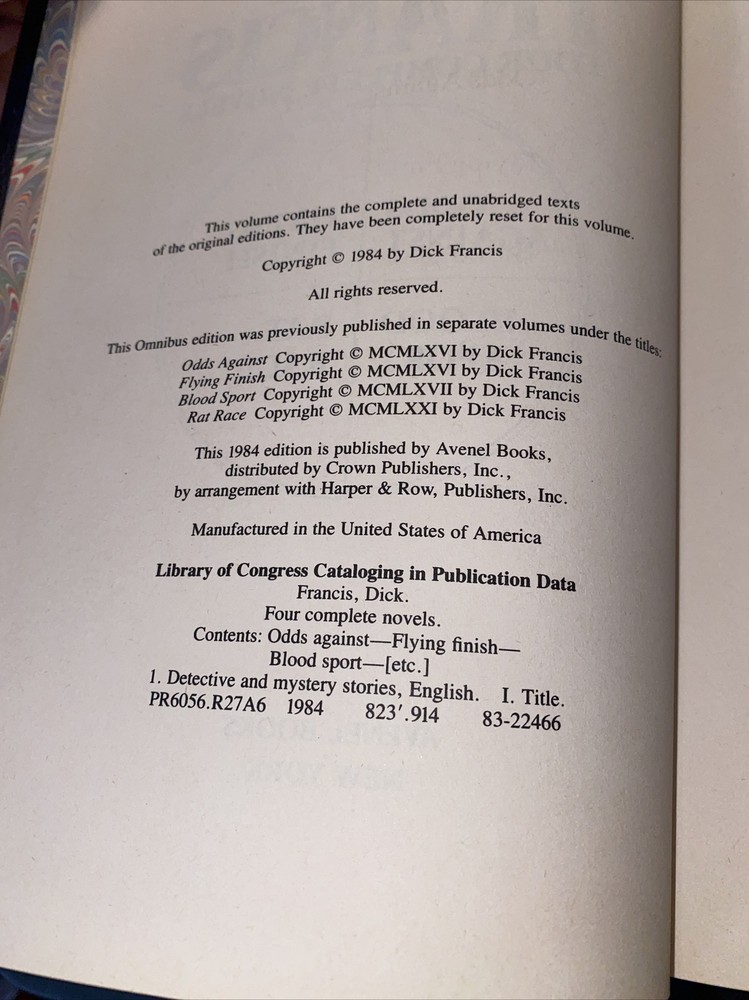 This volume contains the complete and unabridged texts
of the original editions. They have been completely reset for this volume.
Copyright © 1984 by Dick Francis
All rights reserved.
This Omnibus edition was previously published in separate volumes under the titles:
Odds Against Copyright © MCMLXVI by Dick Francis
Flying Finish Copyright © MCMLXVI by Dick Francis
Blood Sport Copyright © MCMLXVII by Dick Francis
Rat Race Copyright © MCMLXXI by Dick Francis
This 1984 edition is published by Avenel Books,
distributed by Crown Publishers, Inc.,
by arrangement with Harper & Row, Publishers, Inc.
Manufactured in the United States of America
Library of Congress Cataloging in Publication Data
Francis, Dick.
Four complete novels.
Contents: Odds against—Flying finish—
Blood sport—[etc.]
1. Detective and mystery stories, English. I. Title.
PR6056.R27A6 1984 823′.914 83-22466